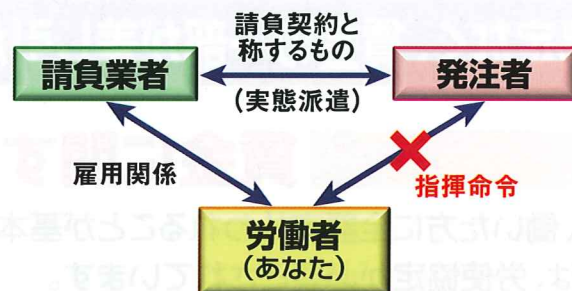 請負契約と
称するもの
請負業者
発注者
(実態派遣)
雇用関係
指揮命令
労働者
(あなた)